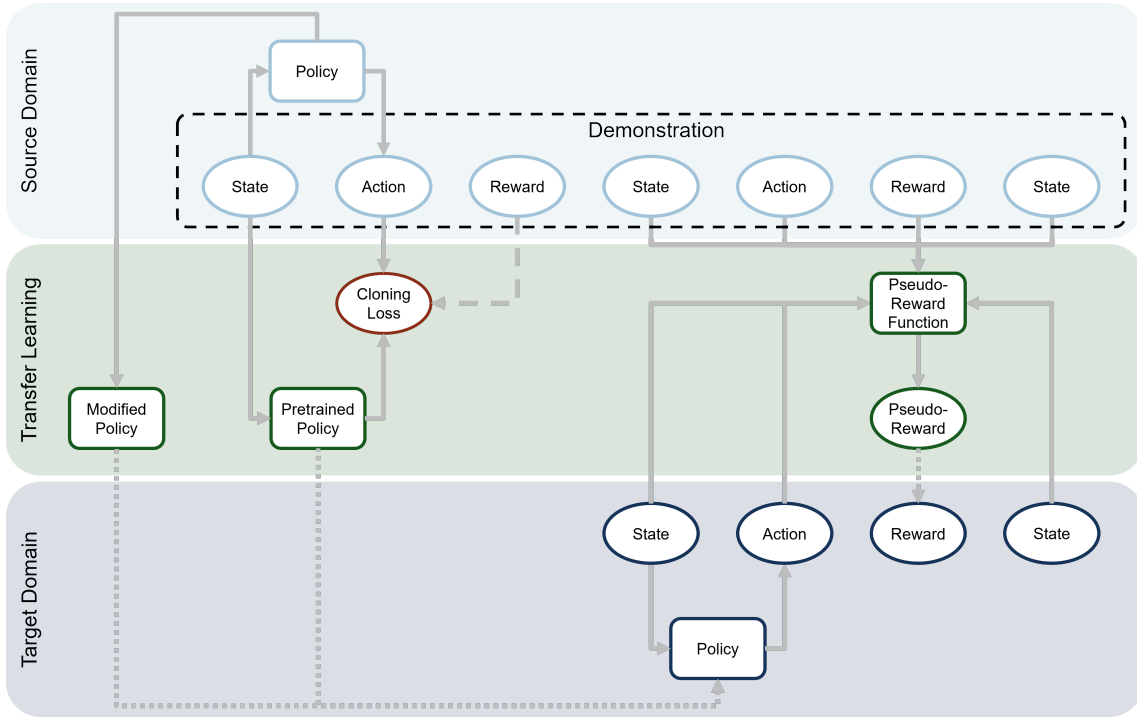 Source Domain
Policy
Demonstration
State
Action
Reward
State
Action
Reward
State
Transfer Learning
Cloning
Loss
Pseudo-
Reward
Function
Modified
Policy
Pretrained
Policy
Pseudo-
Reward
Target Domain
State
Action
Reward
State
Policy